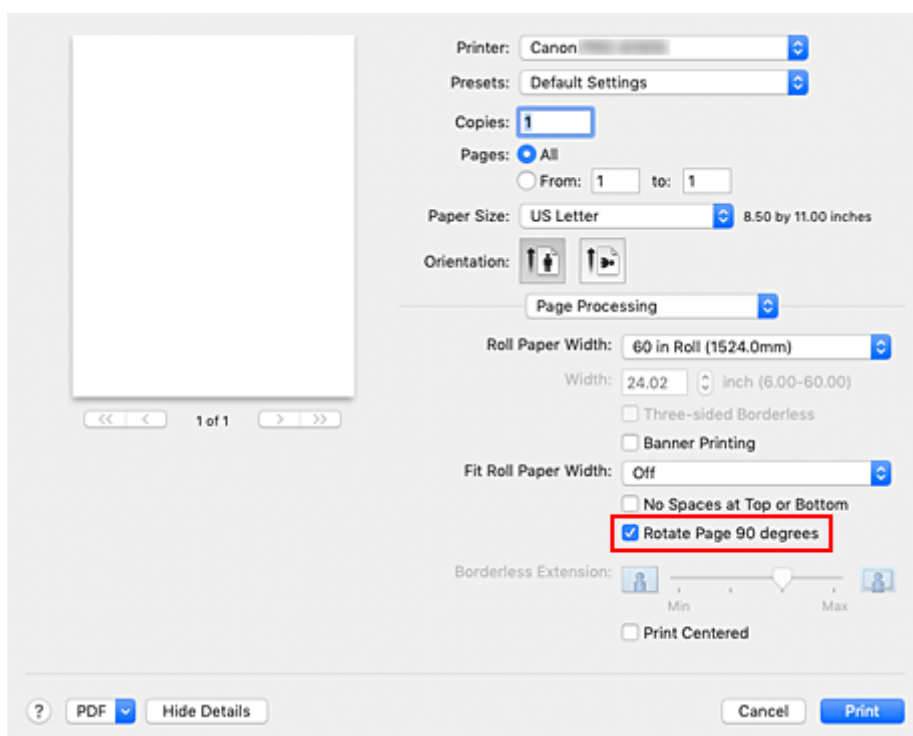 Printer: Canon
Presets: Default Settings
Copies: 1
Pages: All
From: 1 to: 1
Paper Size: US Letter 8.50 by 11.00 inches
Orientation:
Page Processing
Roll Paper Width: 60 in Roll (1524.0mm)
Width: 24.02 inch (6.00-60.00)
Three-sided Borderless
Banner Printing
Fit Roll Paper Width: Off
No Spaces at Top or Bottom
Rotate Page 90 degrees
Borderless Extension:
Min Max
Print Centered
<< < 1 of 1 > >>
? PDF Hide Details Cancel Print